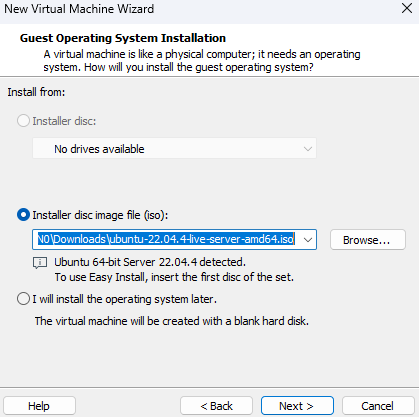 New Virtual Machine Wizard
Guest Operating System Installation
A virtual machine is like a physical computer; it needs an operating
system. How will you install the guest operating system?
Install from:
Installer disc:
No drives available
Installer disc image file (iso):
N0\Downloads\ubuntu-22.04.4-live-server-amd64.iso
Browse...
Ubuntu 64-bit Server 22.04.4 detected.
To use Easy Install, insert the first disc of the set.
I will install the operating system later.
The virtual machine will be created with a blank hard disk.
Help
< Back
Next >
Cancel